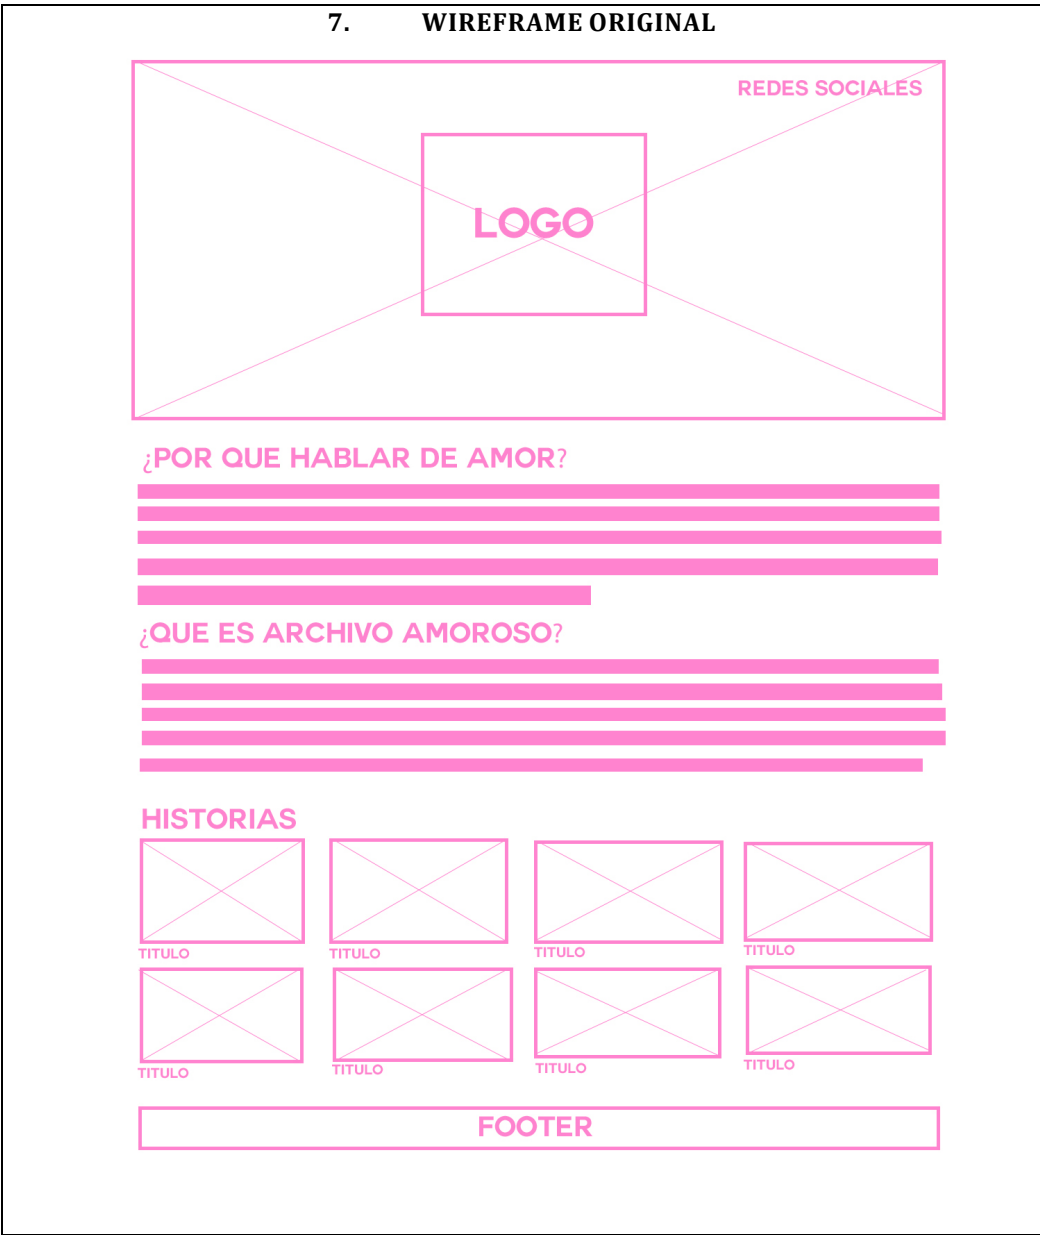 7. WIREFRAME ORIGINAL
REDES SOCIALES
LOGO
¿POR QUE HABLAR DE AMOR?
¿QUE ES ARCHIVO AMOROSO?
HISTORIAS
TITULO TITULO TITULO TITULO
TITULO TITULO TITULO TITULO
FOOTER